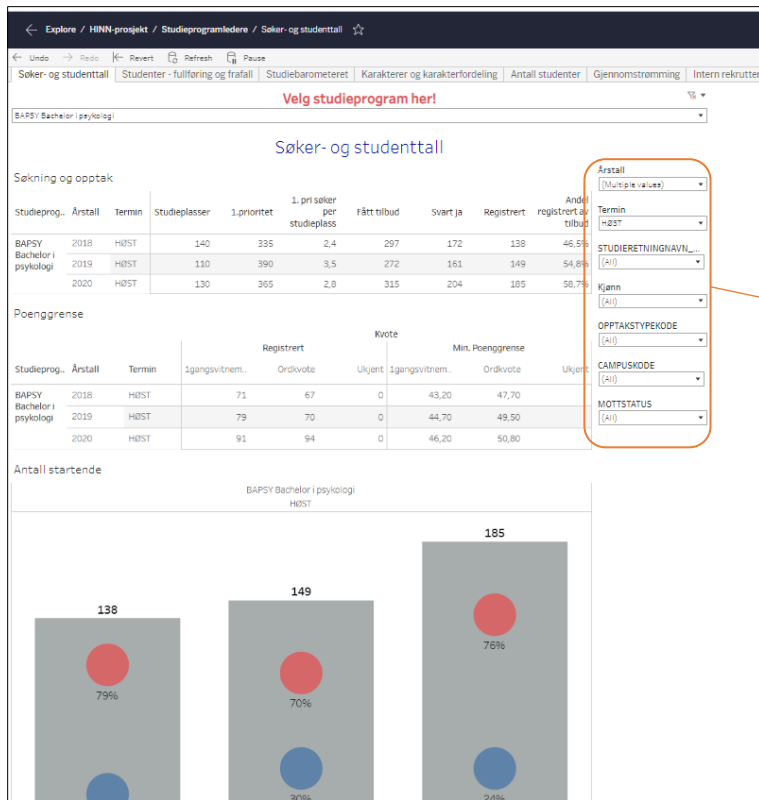 Explore / HINN-prosjekt / Studieprogramledere / Søker- og studenttall
Undo Redo Revert Refresh Pause
Søker- og studenttall Studenter - fullføring og frafall Studiebarometeret Karakterer og karakterfordeling Antall studenter Gjennomstrømming Intern rekrutter
Velg studieprogram her!
BAPSY Bachelor i psykologi
Søker- og studenttall
Søkning og opptak
Studieprog.. Årstall Termin Studieplasser 1.prioritet 1. pri søker per studieplass Fått tilbud Svart ja Registrert Andel registrert av tilbud
BAPSY Bachelor i psykologi 2018 HØST 140 335 2,4 297 172 138 46,5%
2019 HØST 110 390 3,5 272 161 149 54,8%
2020 HØST 130 365 2,8 315 204 185 58,7%
Årstall
(Multiple values)
Termin
HØST
STUDIERETNINGNAVN_...
(All)
Kjønn
(All)
OPPTAKSTYPEKODE
(All)
CAMPUSKODE
(All)
MOTTSTATUS
(All)
Poenggrense
Kvote
Registrert Min. Poenggrense
Studieprog.. Årstall Termin 1gangsvitnem.. Ordkvote Ukjent 1gangsvitnem.. Ordkvote Ukjent
BAPSY Bachelor i psykologi 2018 HØST 71 67 0 43,20 47,70
2019 HØST 79 70 0 44,70 49,50
2020 HØST 91 94 0 46,20 50,80
Antall startende
BAPSY Bachelor i psykologi
HØST
185
149
138
76%
79%
70%
30%
24%